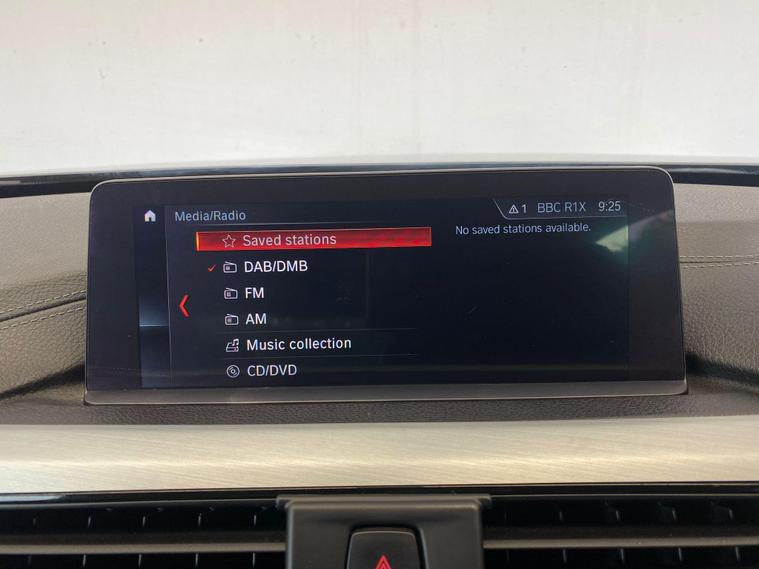 Media/Radio
1 BBC R1X 9:25
Saved stations
No saved stations available.
DAB/DMB
FM
AM
Music collection
CD/DVD